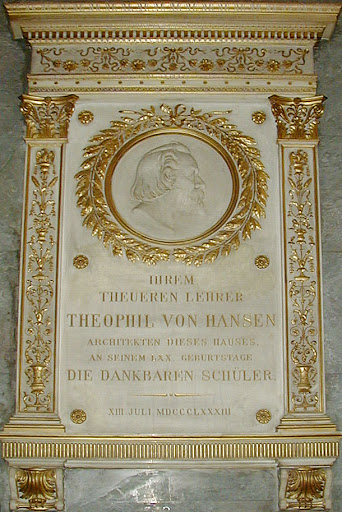 IHREM
THEUEREN LEHRER
THEOPHIL VON HANSEN
ARCHITEKTEN DIESES HAUSES,
AN SEINEM LXX. GEBURTSTAGE
DIE DANKBAREN SCHÜLER.
XIII JULI MDCCCLXXXIII